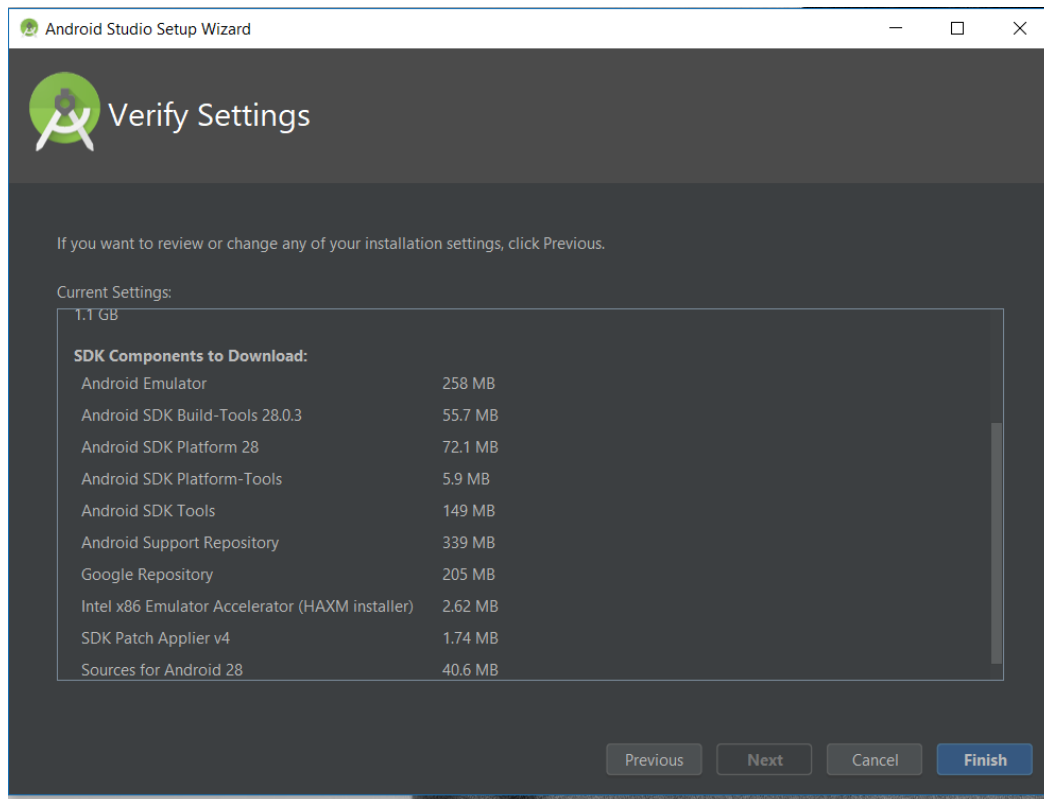 Android Studio Setup Wizard
Verify Settings
If you want to review or change any of your installation settings, click Previous.
Current Settings:
1.1 GB
SDK Components to Download:
Android Emulator 258 MB
Android SDK Build-Tools 28.0.3 55.7 MB
Android SDK Platform 28 72.1 MB
Android SDK Platform-Tools 5.9 MB
Android SDK Tools 149 MB
Android Support Repository 339 MB
Google Repository 205 MB
Intel x86 Emulator Accelerator (HAXM installer) 2.62 MB
SDK Patch Applier v4 1.74 MB
Sources for Android 28 40.6 MB
Previous Next Cancel Finish